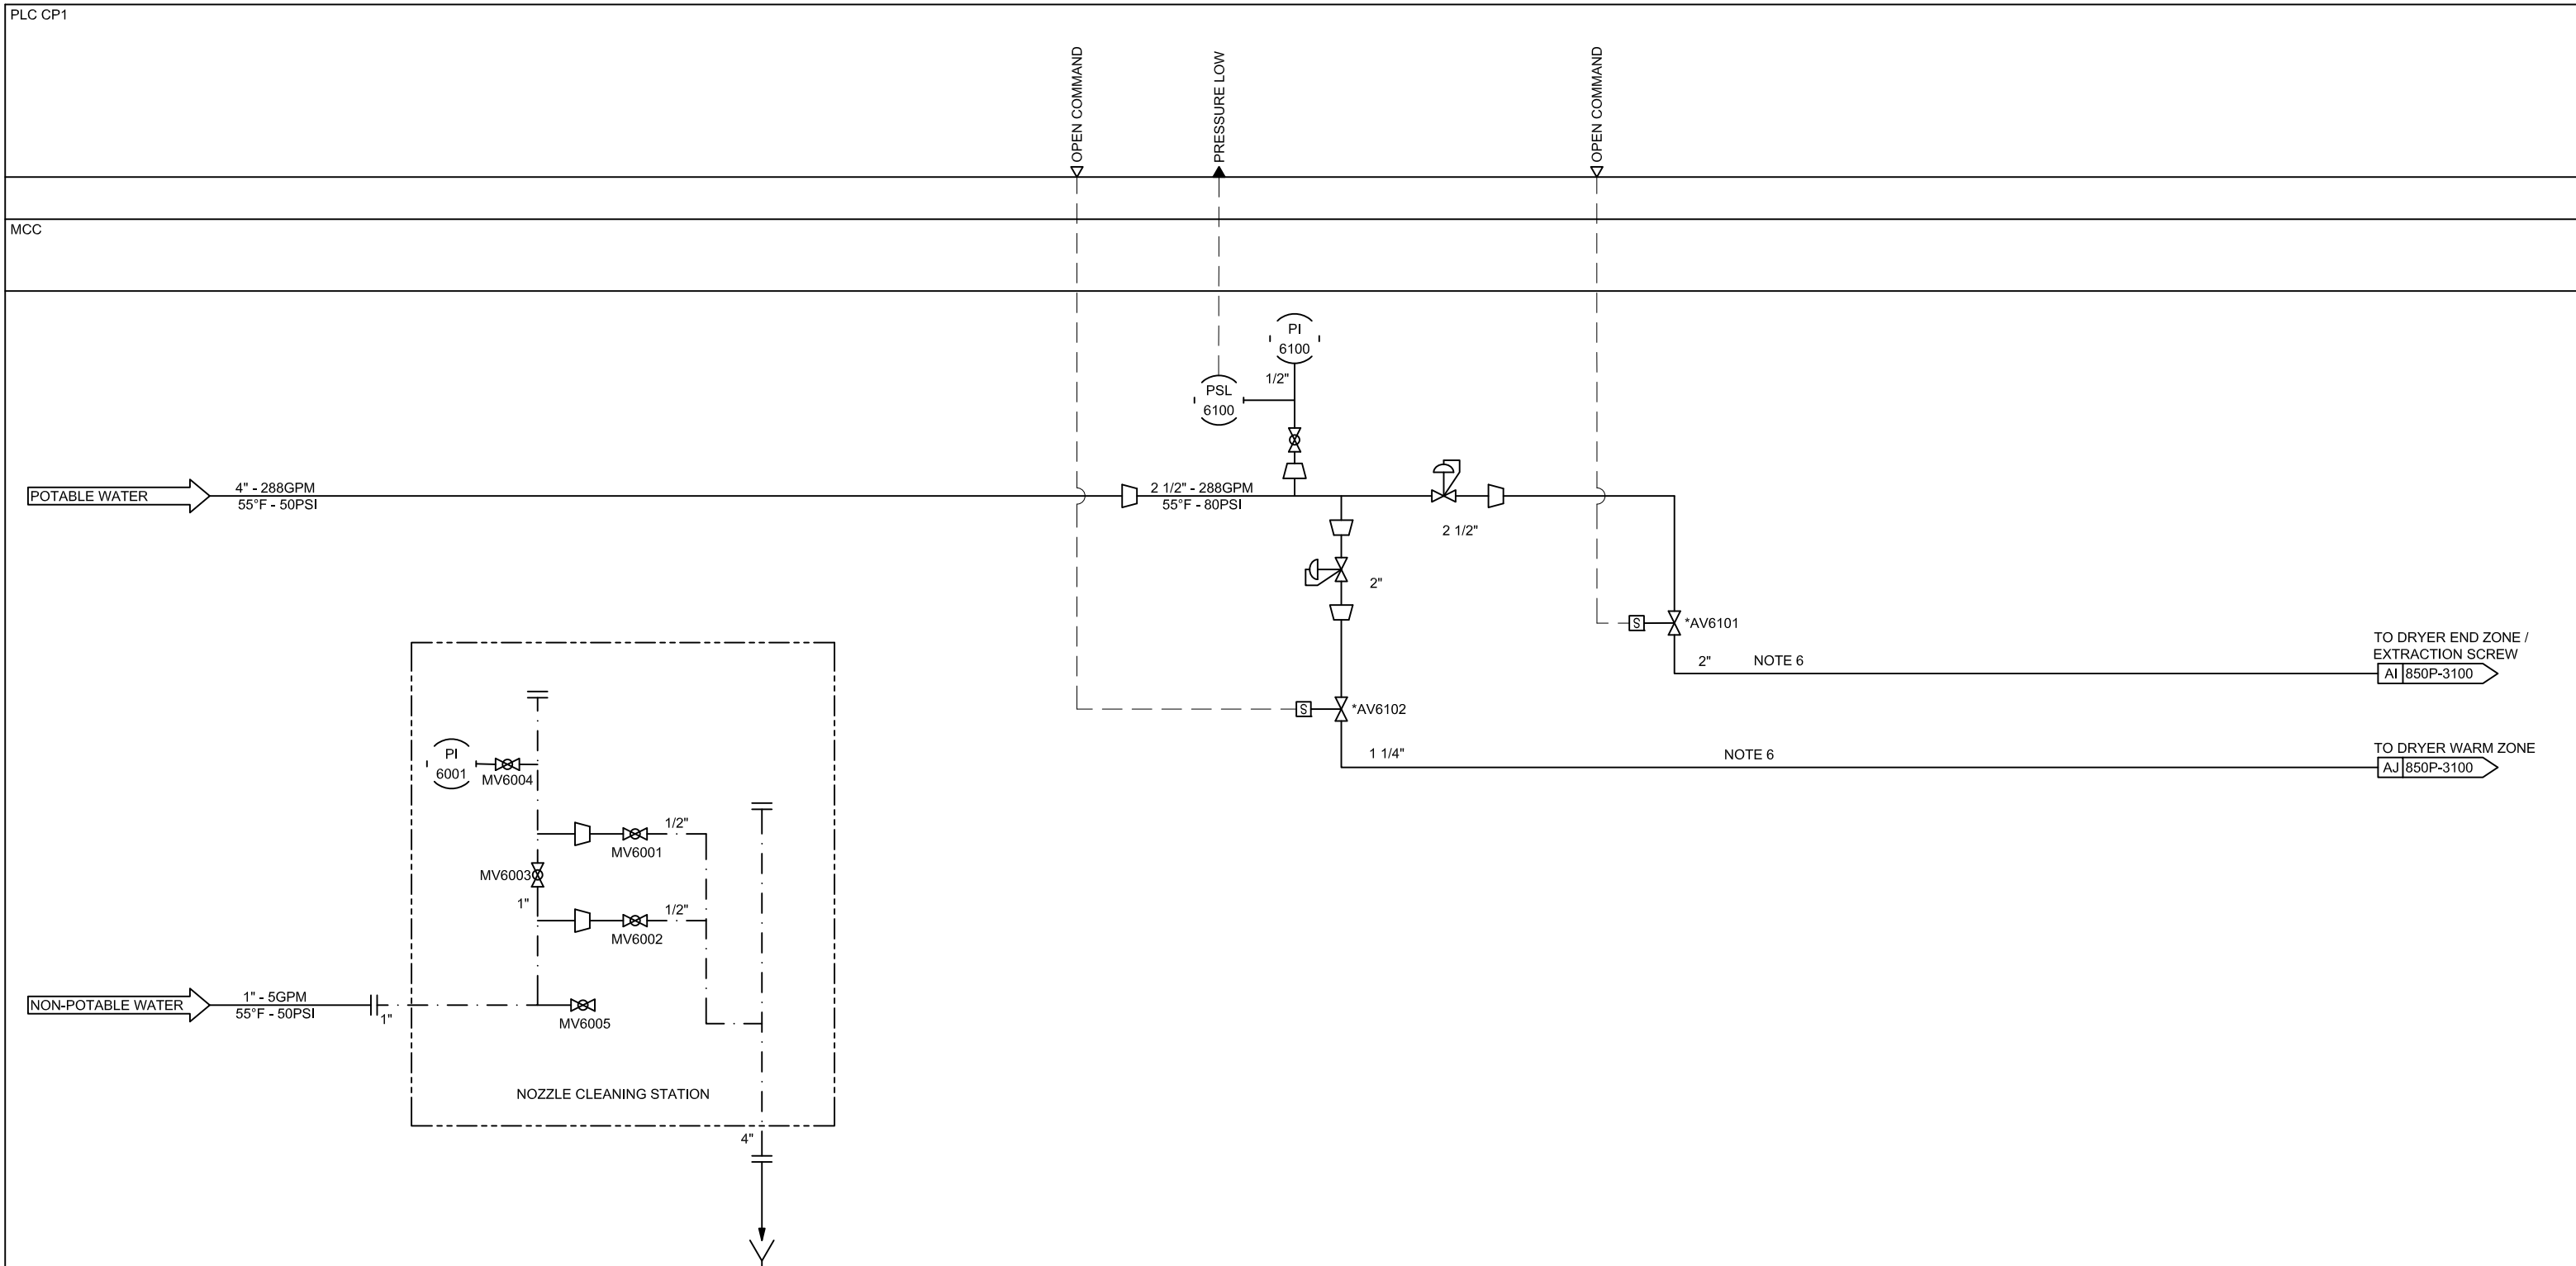 PLC CP1
OPEN COMMAND
PRESSURE LOW
OPEN COMMAND
MCC
PI
6100
1/2"
PSL
6100
POTABLE WATER
4" - 288GPM
55°F - 50PSI
2 1/2" - 288GPM
55°F - 80PSI
2 1/2"
2"
S
*AV6101
TO DRYER END ZONE /
EXTRACTION SCREW
2"
NOTE 6
AI 850P-3100
S
*AV6102
1 1/4"
NOTE 6
TO DRYER WARM ZONE
AJ 850P-3100
PI
6001
MV6004
1/2"
MV6001
MV6003
1"
1/2"
MV6002
NON-POTABLE WATER
1" - 5GPM
55°F - 50PSI
1"
MV6005
NOZZLE CLEANING STATION
4"